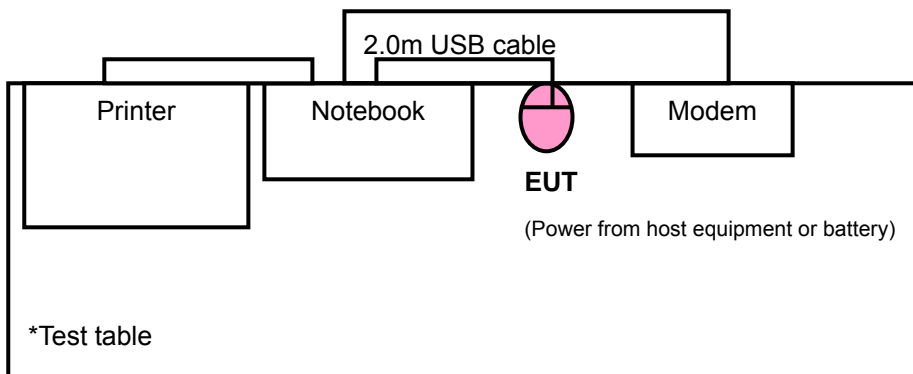 2.0m USB cable
Printer
Notebook
Modem
EUT
(Power from host equipment or battery)
*Test table